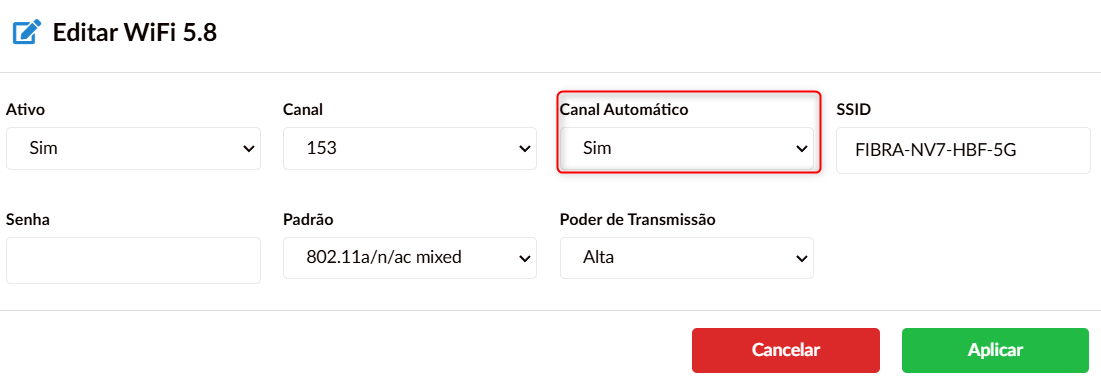 Editar WiFi 5.8
Ativo
Canal
Canal Automático
SSID
Sim
153
Sim
FIBRA-NV7-HBF-5G
Senha
Padrão
Poder de Transmissão
802.11a/n/ac mixed
Alta
Cancelar
Aplicar